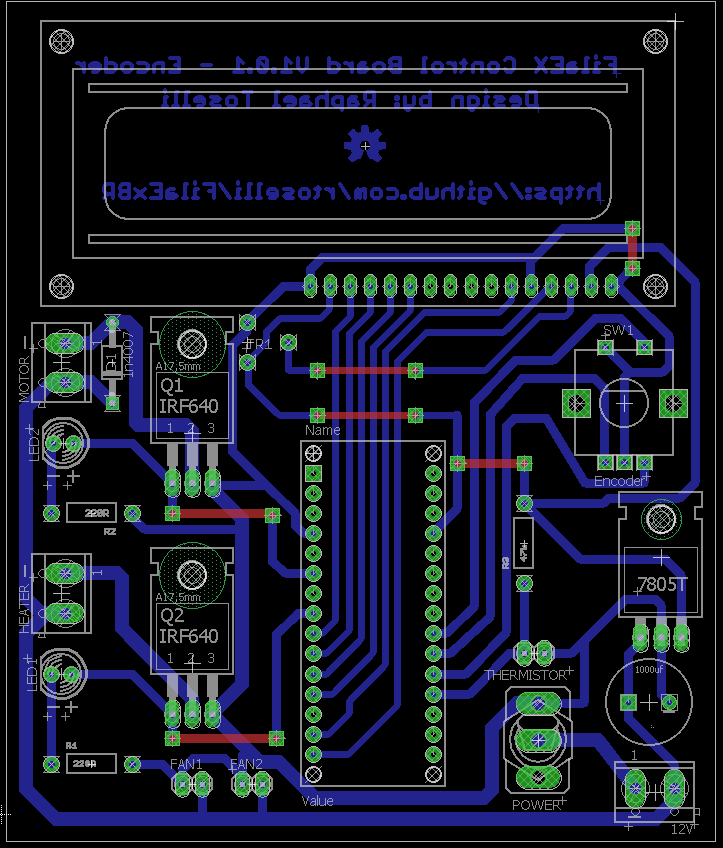 FilaEX Control Board V1.0.1 - Encoder
Design by: Raphael Toselli
https://github.com/rtoselli/FilaExBR
MOTOR
D1
1n4007
A17,5mm
Q1
IRF640
1 2 3
TR1
SW1
Encoder
LED2
220R
R2
Name
R3
47K
7805T
HEATER
A17,5mm
Q2
IRF640
1 2 3
LED1
THERMISTOR
1000uF
R1
220R
FAN1
FAN2
Value
POWER
1
12V